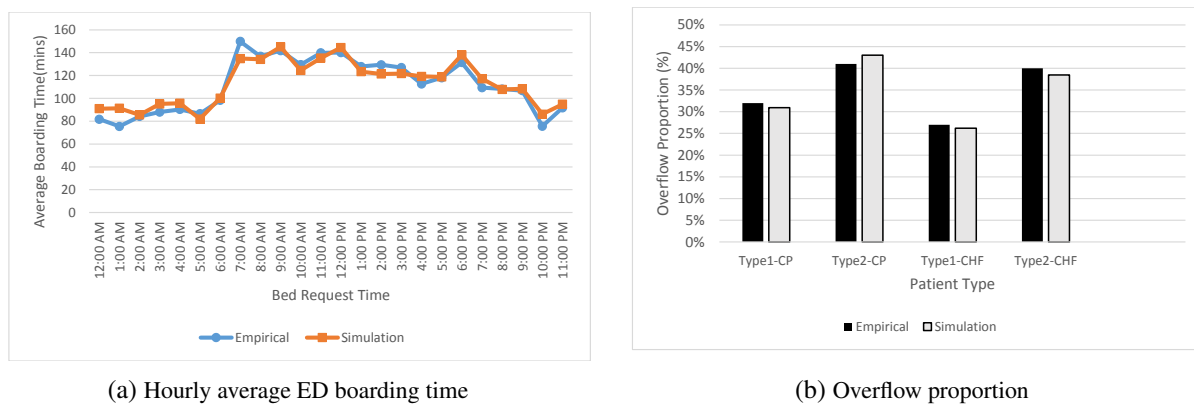 160
140
120
100
80
60
40
20
0
Average Boarding Time(mins)
12:00 AM
1:00 AM
2:00 AM
3:00 AM
4:00 AM
5:00 AM
6:00 AM
7:00 AM
8:00 AM
9:00 AM
10:00 AM
11:00 AM
12:00 PM
1:00 PM
2:00 PM
3:00 PM
4:00 PM
5:00 PM
6:00 PM
7:00 PM
8:00 PM
9:00 PM
10:00 PM
11:00 PM
Bed Request Time
Empirical Simulation
(a) Hourly average ED boarding time
50%
45%
40%
35%
30%
25%
20%
15%
10%
5%
0%
Overflow Proportion (%)
Type1-CP Type2-CP Type1-CHF Type2-CHF
Patient Type
Empirical Simulation
(b) Overflow proportion